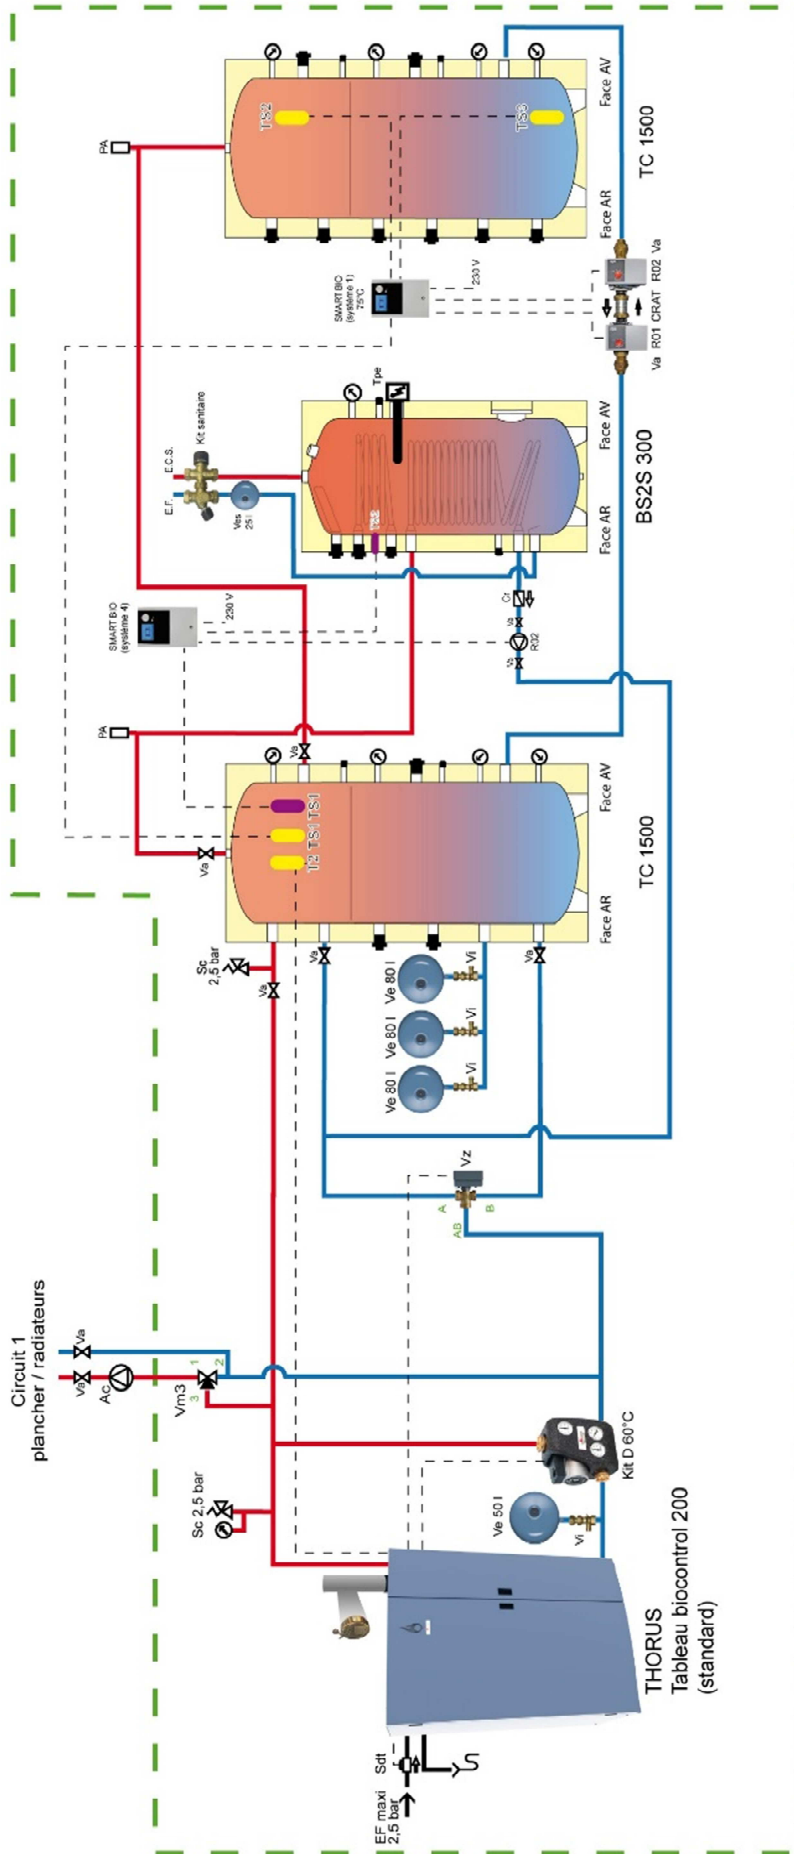 Circuit 1
plancher / radiateurs
Va
Va
Ac
Vm3
1
2
3
Sc 2,5 bar
EF maxi
2,5 bar
Sdt
THORUS
Tableau biocontrol 200
(standard)
Ve 50 l
Vi
Kit D 60°C
Vz
A
B
AB
Sc
2,5 bar
Va
Va
Va
Ve 80 l
Vi
Ve 80 l
Vi
Ve 80 l
Vi
Va
PA
T2
TS1
TS1
Va
Face AR
Face AV
TC 1500
SMART BIO
(système 4)
230 V
Va
R02
Va
Cr
E.F.
E.C.S.
Kit sanitaire
Ves
25 l
TS2
Tpe
Face AR
Face AV
BS2S 300
Va
R01
CRAT
R02
Va
SMART BIO
(système 1)
75°C
230 V
PA
TS2
TS3
Face AR
Face AV
TC 1500